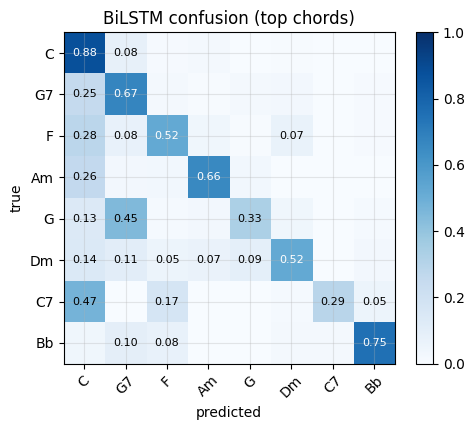 BiLSTM confusion (top chords)
C 0.88 0.08
G7 0.25 0.67
F 0.28 0.08 0.52 0.07
Am 0.26 0.66
G 0.13 0.45 0.33
Dm 0.14 0.11 0.05 0.07 0.09 0.52
C7 0.47 0.17 0.29 0.05
Bb 0.10 0.08 0.75
C G7 F Am G Dm C7 Bb
predicted
true
1.0
0.8
0.6
0.4
0.2
0.0